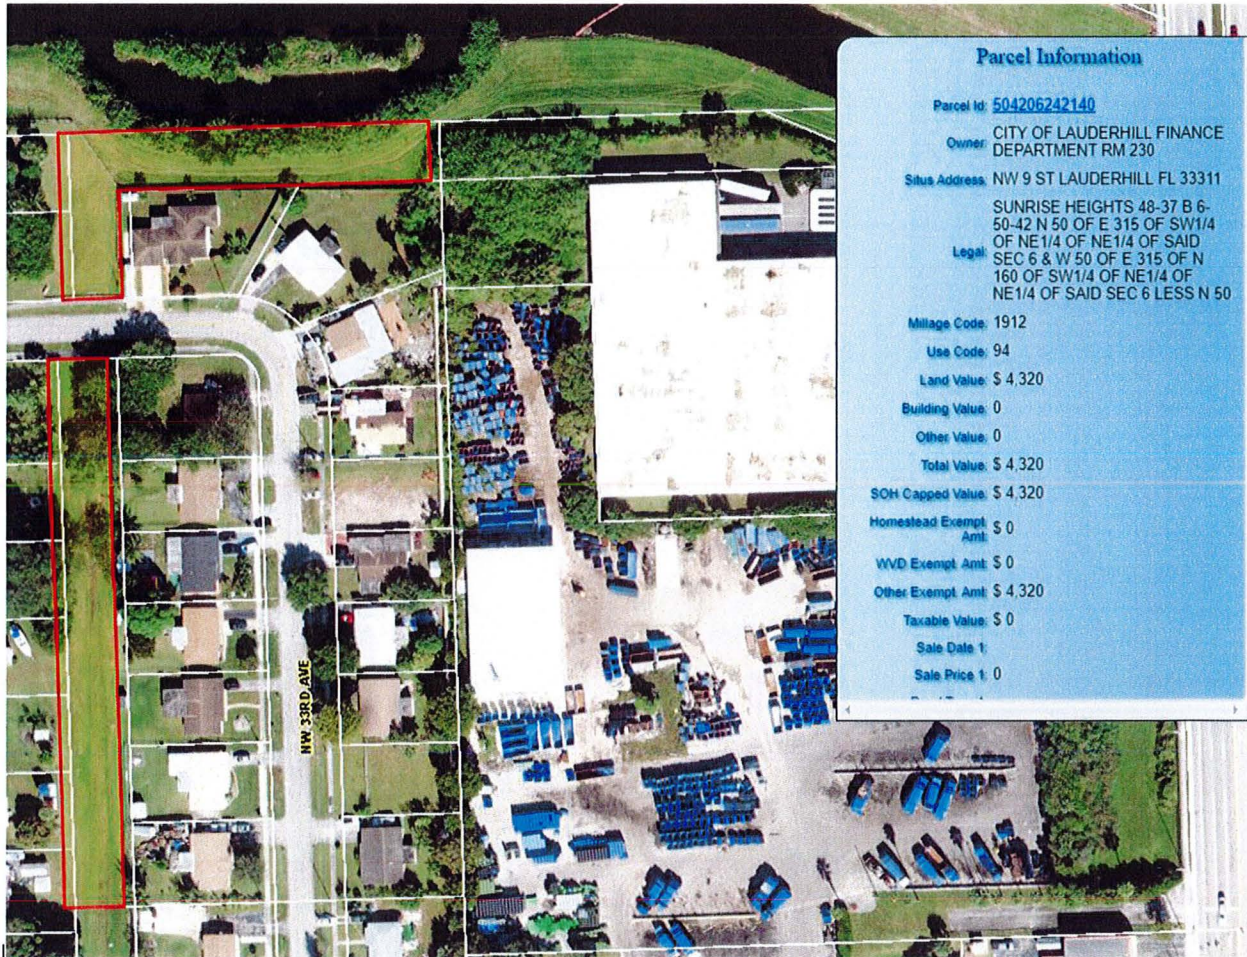 Parcel Information
Parcel Id: 504206242140
Owner: CITY OF LAUDERHILL FINANCE
DEPARTMENT RM 230
Situs Address: NW 9 ST LAUDERHILL FL 33311
Legal: SUNRISE HEIGHTS 48-37 B 6-
50-42 N 50 OF E 315 OF SW1/4
OF NE1/4 OF NE1/4 OF SAID
SEC 6 & W 50 OF E 315 OF N
160 OF SW1/4 OF NE1/4 OF
NE1/4 OF SAID SEC 6 LESS N 50
Millage Code: 1912
Use Code: 94
Land Value: $ 4,320
Building Value: 0
Other Value: 0
Total Value: $ 4,320
SOH Capped Value: $ 4,320
Homestead Exempt
Amt: $ 0
WVD Exempt Amt: $ 0
Other Exempt Amt: $ 4,320
Taxable Value: $ 0
Sale Date 1:
Sale Price 1: 0
NW 33RD AVE